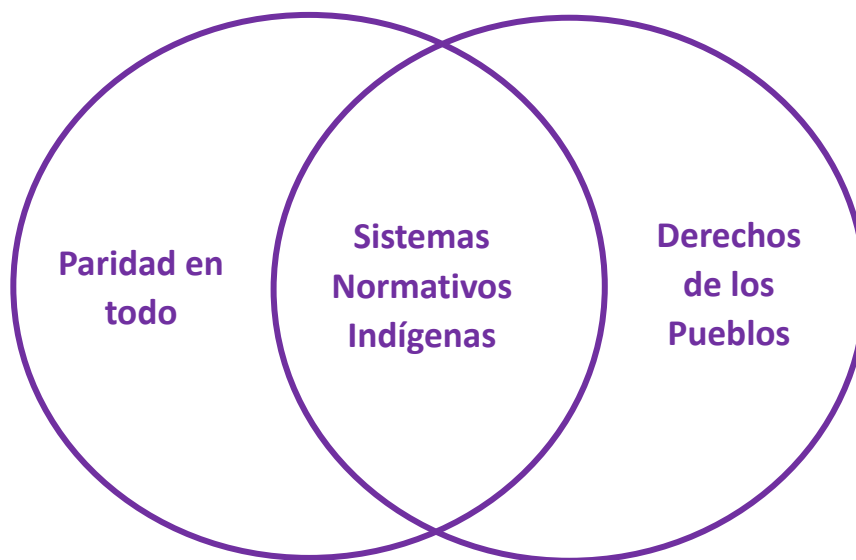 Paridad en
todo
Sistemas
Normativos
Indígenas
Derechos
de los
Pueblos